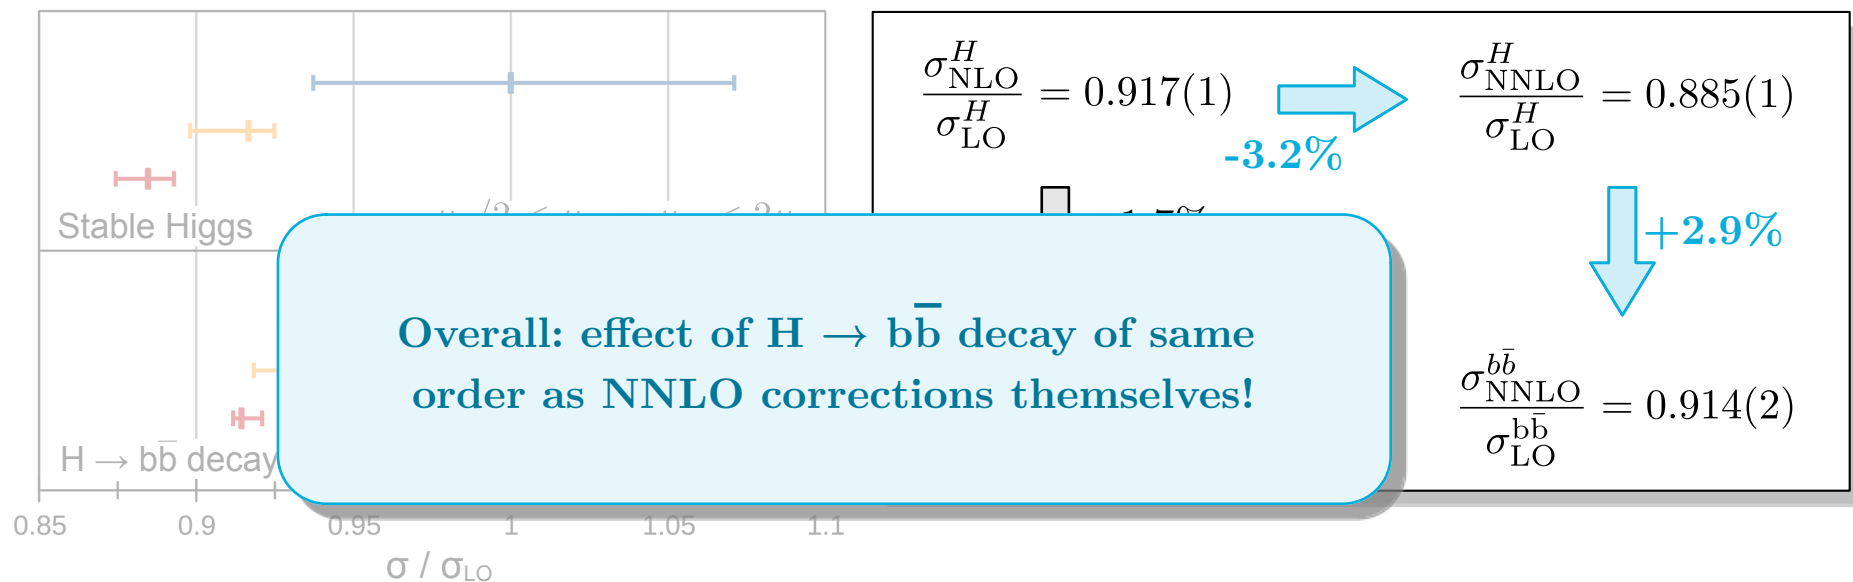 Stable Higgs
H → bb̄ decay
0.85 0.9 0.95 1 1.05 1.1
σ / σ_LO
σ^H_NLO / σ^H_LO = 0.917(1)
-3.2%
σ^H_NNLO / σ^H_LO = 0.885(1)
+2.9%
σ^{bb̄}_NNLO / σ^{bb̄}_LO = 0.914(2)
Overall: effect of H → bb̄ decay of same
order as NNLO corrections themselves!